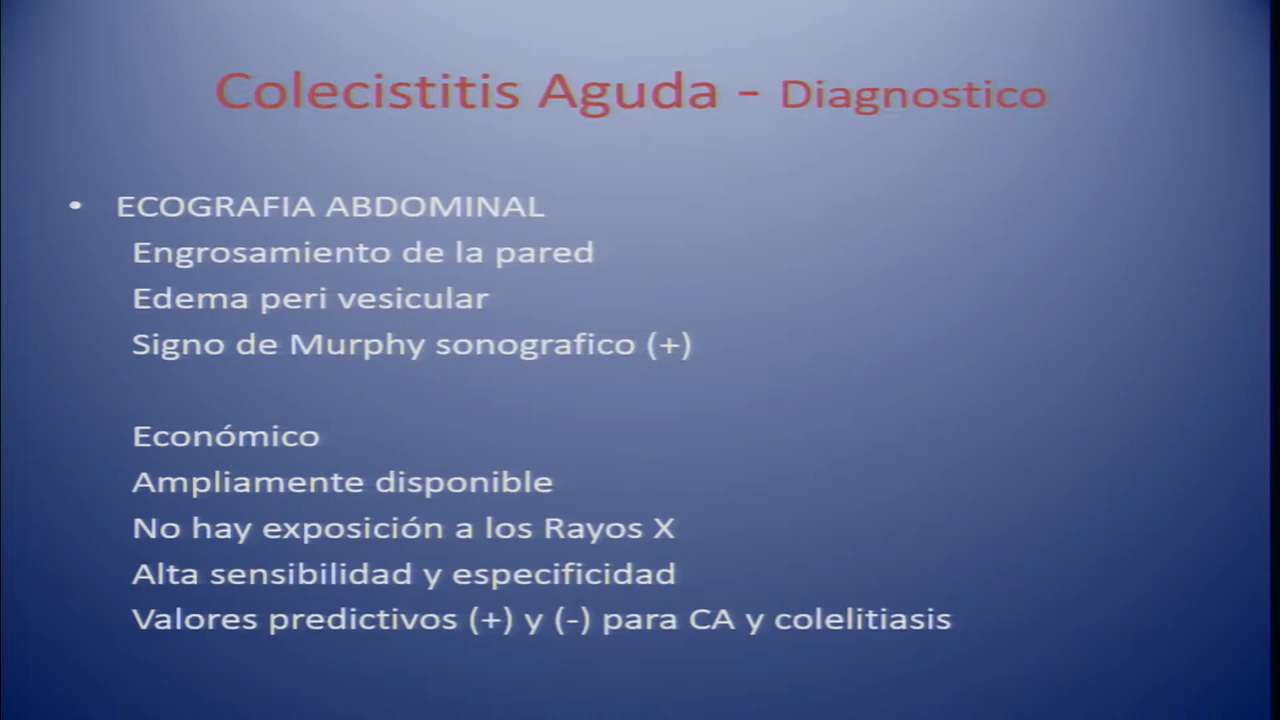 Colecistitis Aguda - Diagnostico
• ECOGRAFIA ABDOMINAL
Engrosamiento de la pared
Edema peri vesicular
Signo de Murphy sonografico (+)
Económico
Ampliamente disponible
No hay exposición a los Rayos X
Alta sensibilidad y especificidad
Valores predictivos (+) y (-) para CA y colelitiasis